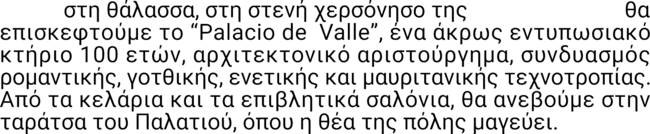 στη θάλασσα, στη στενή χερσόνησο της θα
επισκεφτούμε το “Palacio de Valle”, ένα άκρως εντυπωσιακό
κτήριο 100 ετών, αρχιτεκτονικό αριστούργημα, συνδυασμός
ρομαντικής, γοτθικής, ενετικής και μαυριτανικής τεχνοτροπίας.
Από τα κελάρια και τα επιβλητικά σαλόνια, θα ανεβούμε στην
ταράτσα του Παλατιού, όπου η θέα της πόλης μαγεύει.